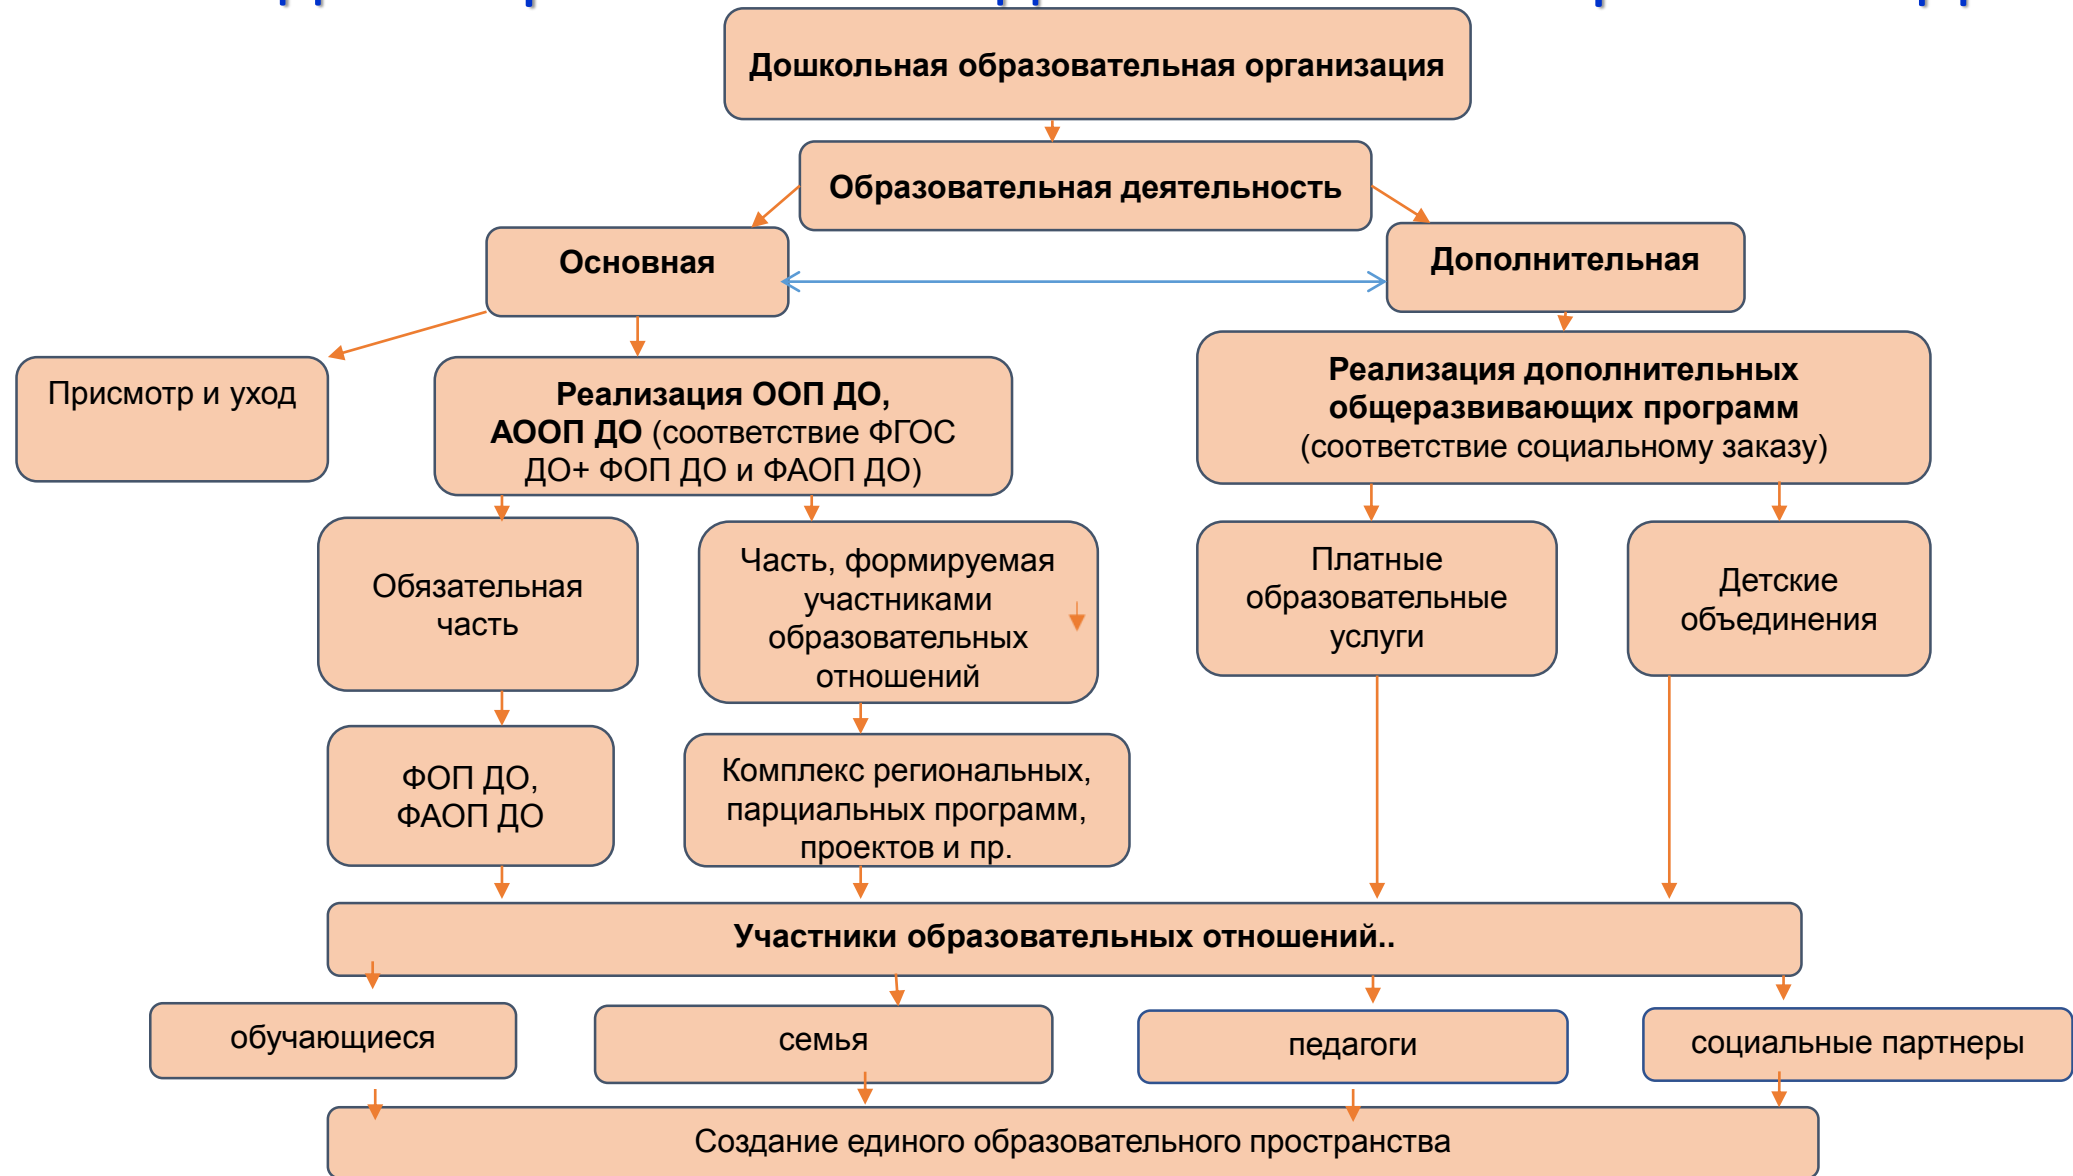 Дошкольная образовательная организация
Образовательная деятельность
Основная
Дополнительная
Присмотр и уход
Реализация ООП ДО,
АООП ДО (соответствие ФГОС
ДО+ ФОП ДО и ФАОП ДО)
Реализация дополнительных
общеразвивающих программ
(соответствие социальному заказу)
Обязательная
часть
Часть, формируемая
участниками
образовательных
отношений
Платные
образовательные
услуги
Детские
объединения
ФОП ДО,
ФАОП ДО
Комплекс региональных,
парциальных программ,
проектов и пр.
Участники образовательных отношений..
обучающиеся
семья
педагоги
социальные партнеры
Создание единого образовательного пространства